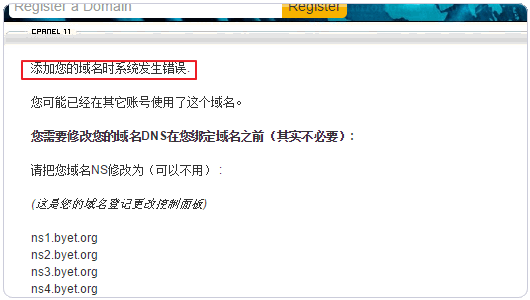 Register a Domain
Register
CPANEL 11
添加您的域名时系统发生错误.
您可能已经在其它账号使用了这个域名。
您需要修改您的域名DNS在您绑定域名之前（其实不必要）:
请把您域名NS修改为（可以不用） :
(这是您的域名登记更改控制面板)
ns1.byet.org
ns2.byet.org
ns3.byet.org
ns4.byet.org